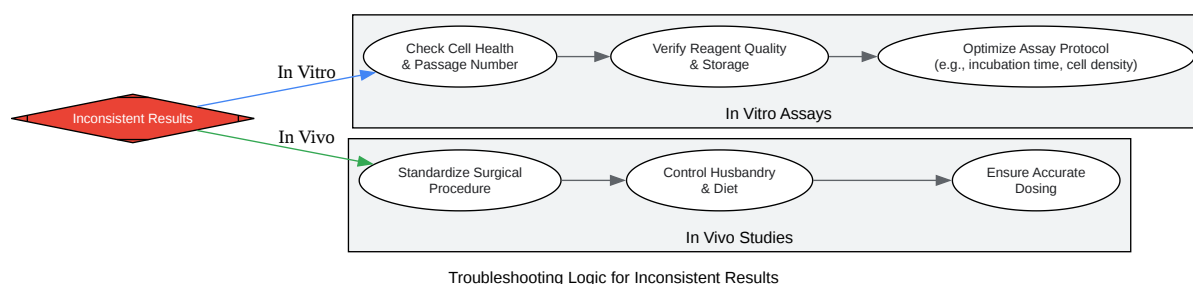 Inconsistent Results
In Vitro
Check Cell Health
& Passage Number
Verify Reagent Quality
& Storage
Optimize Assay Protocol
(e.g., incubation time, cell density)
In Vitro Assays
In Vivo
Standardize Surgical
Procedure
Control Husbandry
& Diet
Ensure Accurate
Dosing
In Vivo Studies
Troubleshooting Logic for Inconsistent Results